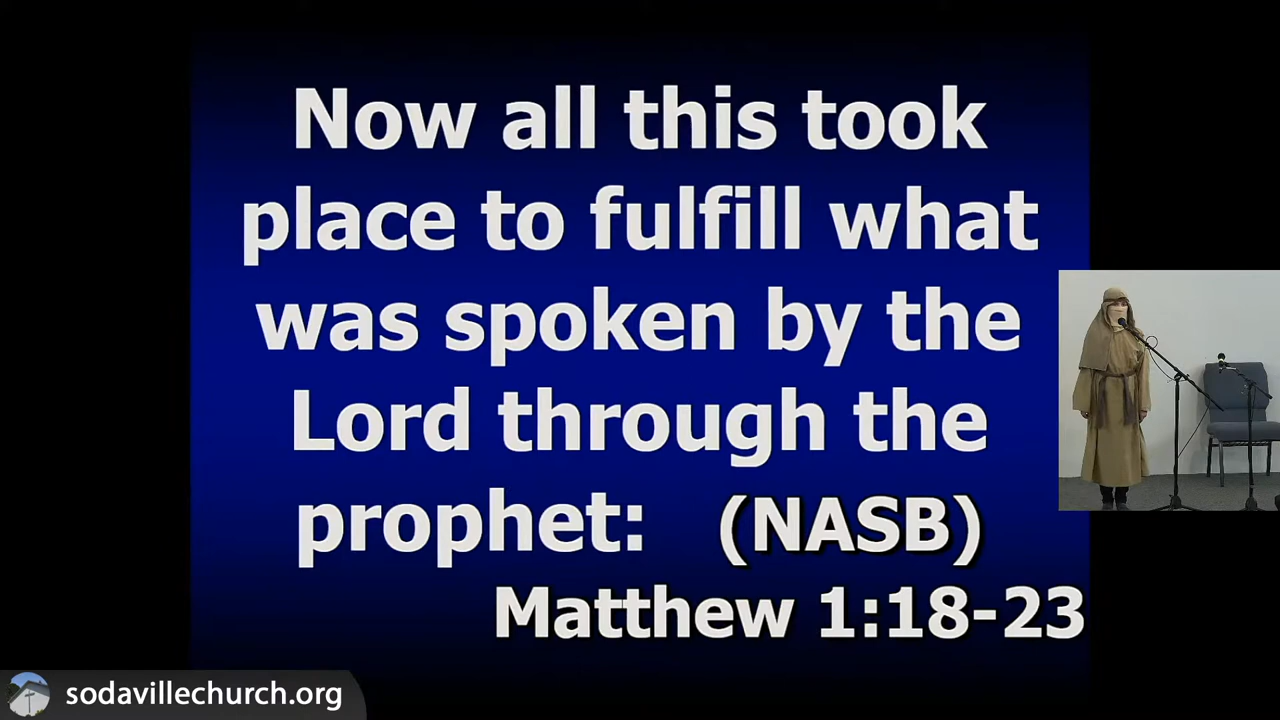 Now all this took
place to fulfill what
was spoken by the
Lord through the
prophet: (NASB)
Matthew 1:18-23
sodavillechurch.org